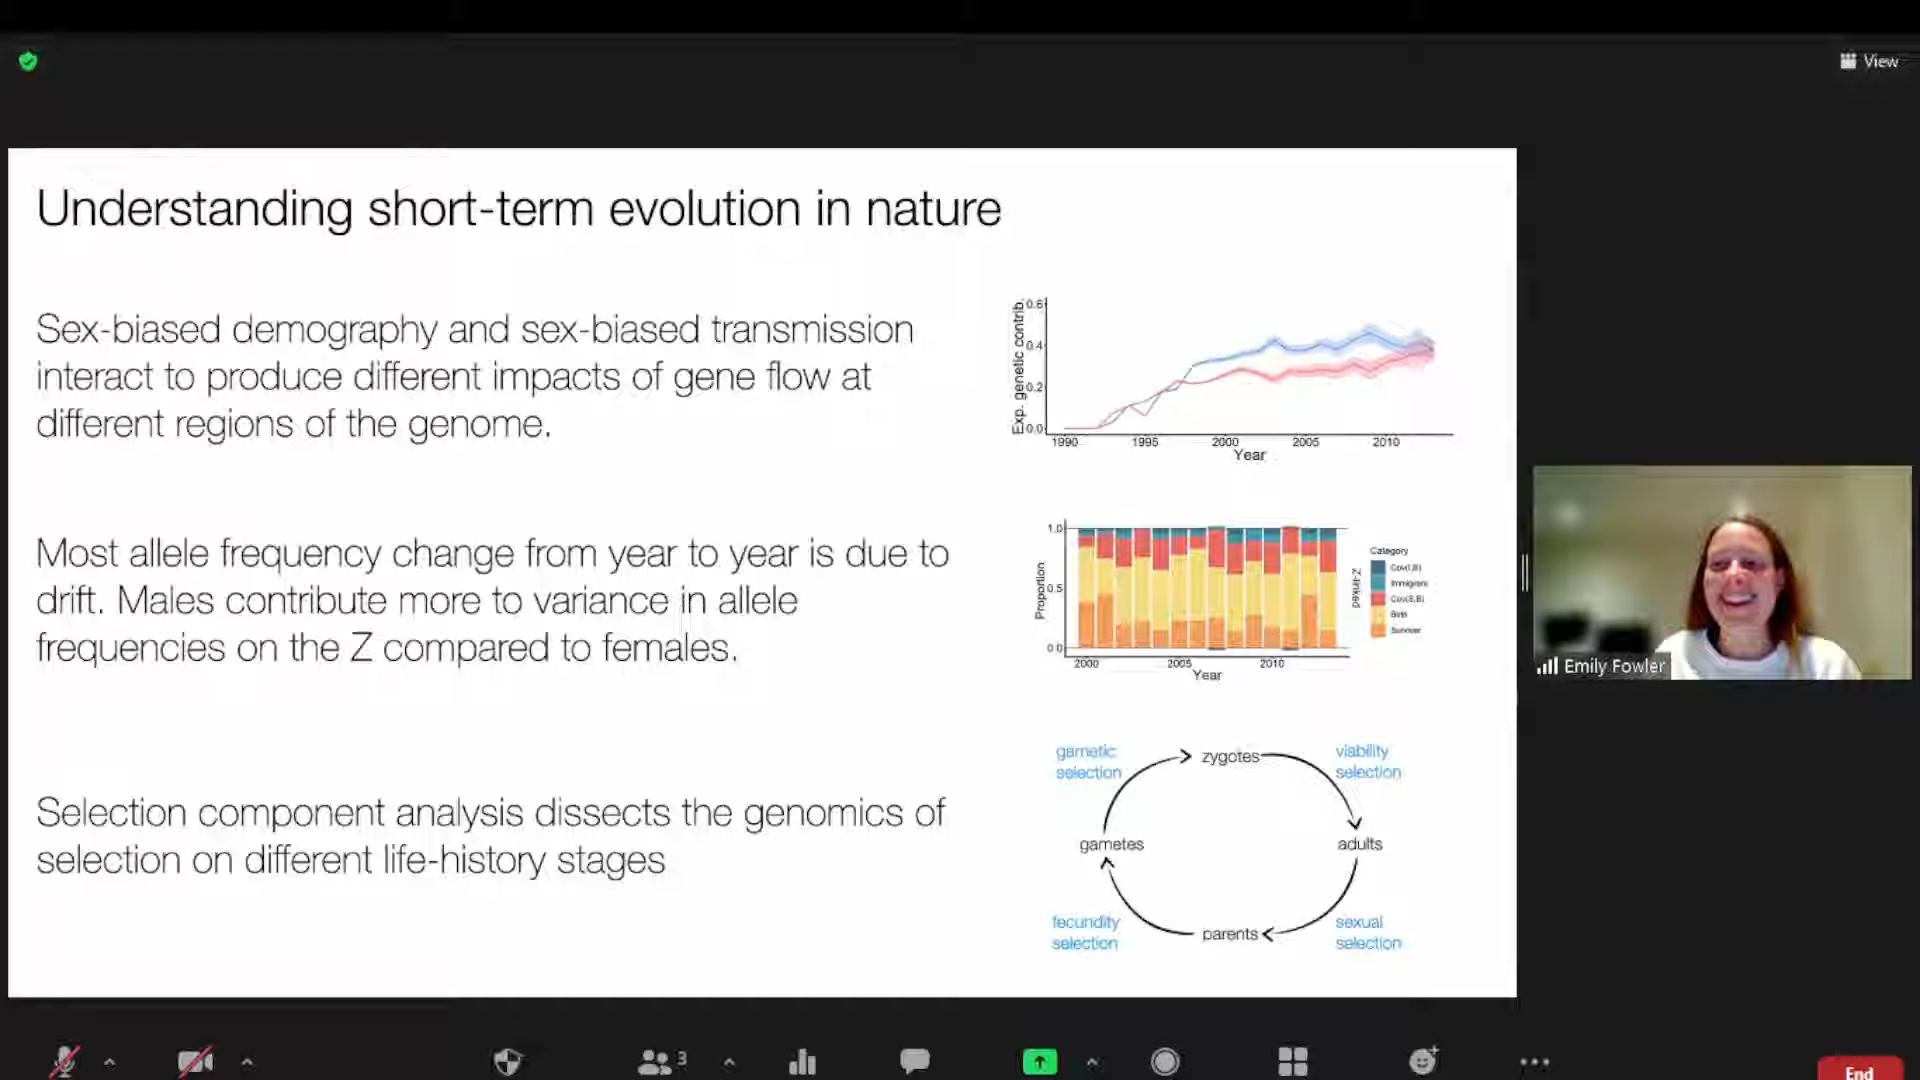 View
Understanding short-term evolution in nature
Sex-biased demography and sex-biased transmission
interact to produce different impacts of gene flow at
different regions of the genome.
Exp. genetic contrib.
0.6
0.4
0.2
0.0
1990 1995 2000 2005 2010
Year
Most allele frequency change from year to year is due to
drift. Males contribute more to variance in allele
frequencies on the Z compared to females.
Proportion
1.0
0.5
0.0
2000 2005 2010
Year
Z-linked
Category
Cov(I,B)
Immigrant
Cov(S,B)
Birth
Survivor
Selection component analysis dissects the genomics of
selection on different life-history stages
gametic
selection
zygotes
viability
selection
gametes
adults
fecundity
selection
parents
sexual
selection
Emily Fowler
3
End